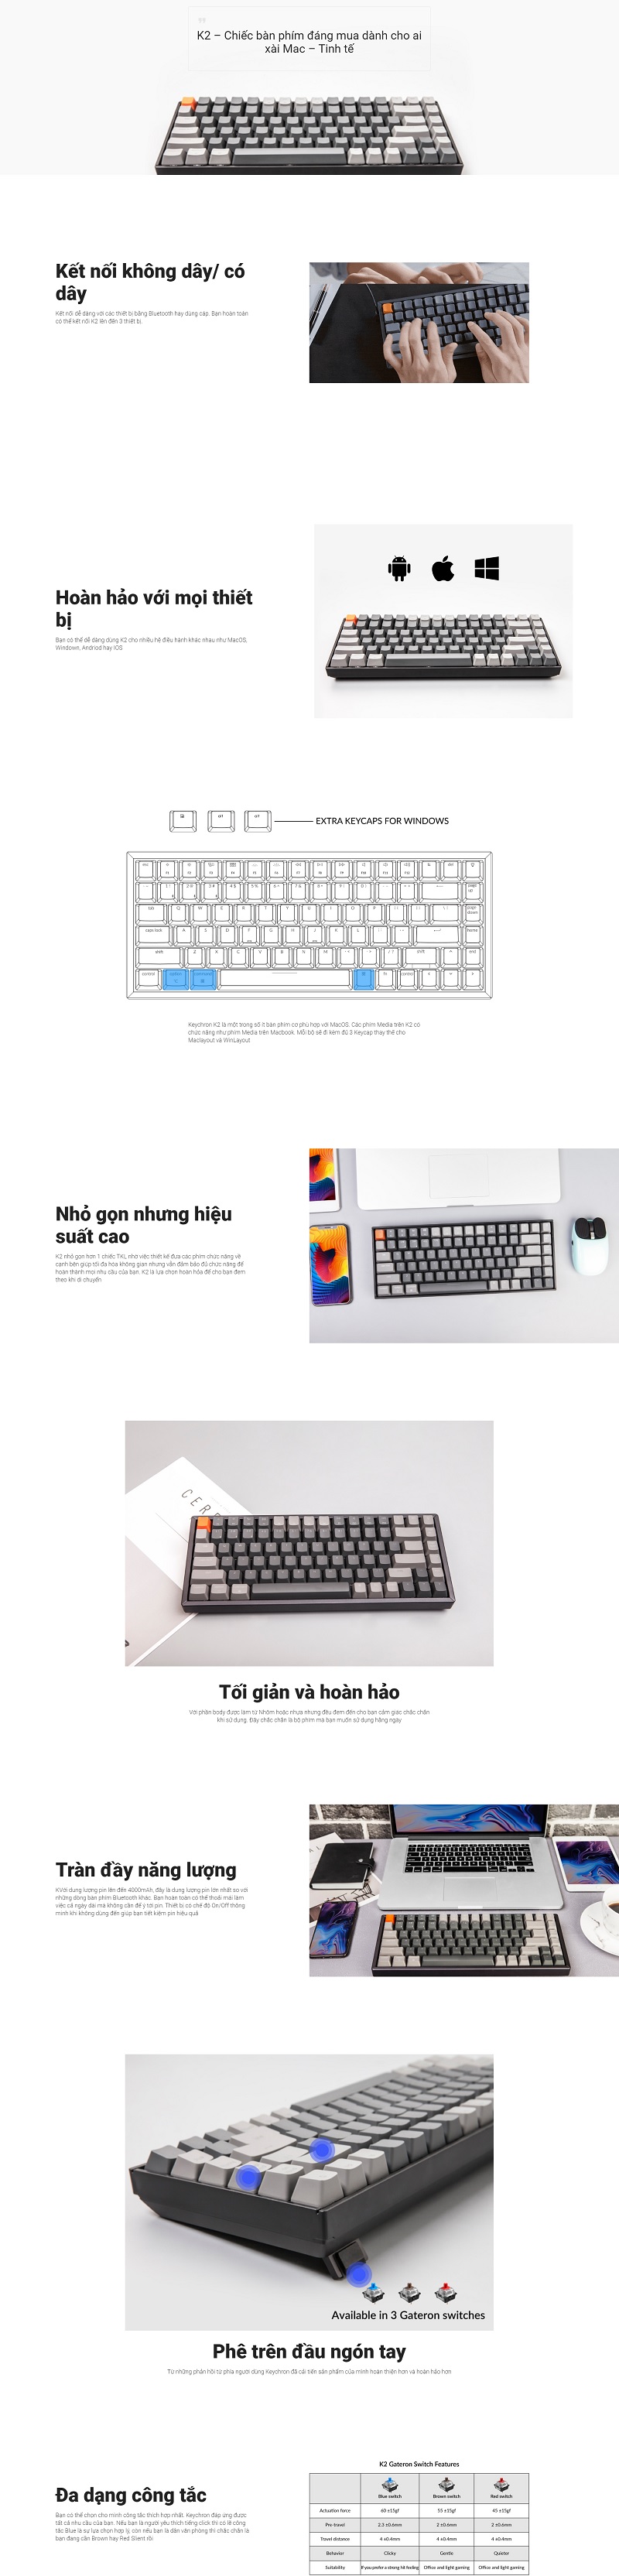 K2 – Chiếc bàn phím đáng mua dành cho ai
xài Mac – Tinh tế
Kết nối không dây/ có
dây
Kết nối dễ dàng với các thiết bị bằng Bluetooth hay dùng cáp. Bạn hoàn toàn
có thể kết nối K2 lên đến 3 thiết bị.
Hoàn hảo với mọi thiết
bị
Bạn có thể dễ dàng dùng K2 cho nhiều hệ điều hành khác nhau như MacOS,
Window, Andriod hay IOS
EXTRA KEYCAPS FOR WINDOWS
Keychron K2 là một trong số ít bàn phím cơ phù hợp với MacOS. Các phím Media trên K2 có
chức năng như phím Media trên Macbook. Mỗi bộ sẽ đi kèm đủ 3 Keycap thay thế cho
Maclayout và WinLayout
Nhỏ gọn nhưng hiệu
suất cao
K2 nhỏ gọn hơn 1 chiếc TKL nhờ việc thiết kế đưa các phím chức năng về
cạnh bên giúp tối đa hóa không gian nhưng vẫn đảm bảo đủ chức năng để
hoàn thành mọi nhu cầu của bạn. K2 là lựa chọn hoàn hỏa để cho bạn đem
theo khi di chuyển
Tối giản và hoàn hảo
Với phần body được làm từ Nhôm hoặc nhựa nhưng đều đem đến cho bạn cảm giác chắc chắn
khi sử dụng. Đây chắc chắn là bộ phím mà bạn muốn sử dụng hằng ngày
Tràn đầy năng lượng
KVới dung lượng pin lên đến 4000mAh, đây là dung lượng pin lớn nhất so với
những dòng bàn phím Bluetooth khác. Bạn hoàn toàn có thể thoải mái làm
việc cả ngày dài mà không cần để ý tới pin. Thiết bị có chế độ On/Off thông
minh khi không dùng đến giúp bạn tiết kiệm pin hiệu quả
Available in 3 Gateron switches
Phê trên đầu ngón tay
Từ những phản hồi từ phía người dùng Keychron đã cải tiến sản phẩm của mình hoàn thiện hơn và hoàn hảo hơn
K2 Gateron Switch Features
Đa dạng công tắc
Bạn có thể chọn cho mình công tắc thích hợp nhất. Keychron đáp ứng được
tất cả nhu cầu của bạn. Nếu bạn là người yêu thích tiếng click thì có lẽ công
tắc Blue là sự lựa chọn hợp lý, còn nếu bạn là dân văn phòng thì chắc chắn là
bạn đang cần Brown hay Red Slient rồi
Blue switch Brown switch Red switch
Actuation force 60 ±15gf 55 ±15gf 45 ±15gf
Pre-travel 2.3 ±0.6mm 2 ±0.6mm 2 ±0.6mm
Travel distance 4 ±0.4mm 4 ±0.4mm 4 ±0.4mm
Behavior Clicky Gentle Quieter
Suitability If you prefer a strong hit feeling Office and light gaming Office and light gaming